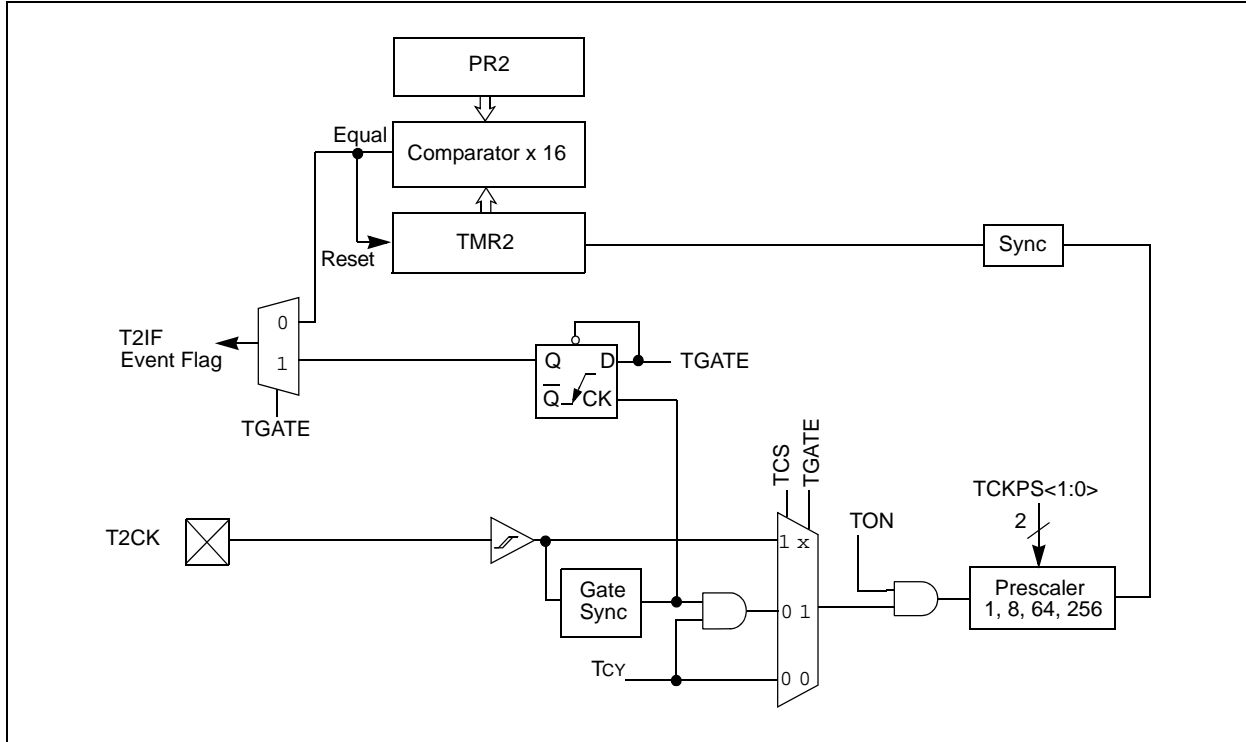 PR2
Equal
Comparator x 16
Reset
TMR2
Sync
T2IF
Event Flag
0
1
TGATE
Q
D
Q̅
CK
TGATE
TCS
TGATE
TCKPS<1:0>
2
TON
T2CK
1 x
Gate
Sync
0 1
Prescaler
1, 8, 64, 256
TCY
0 0